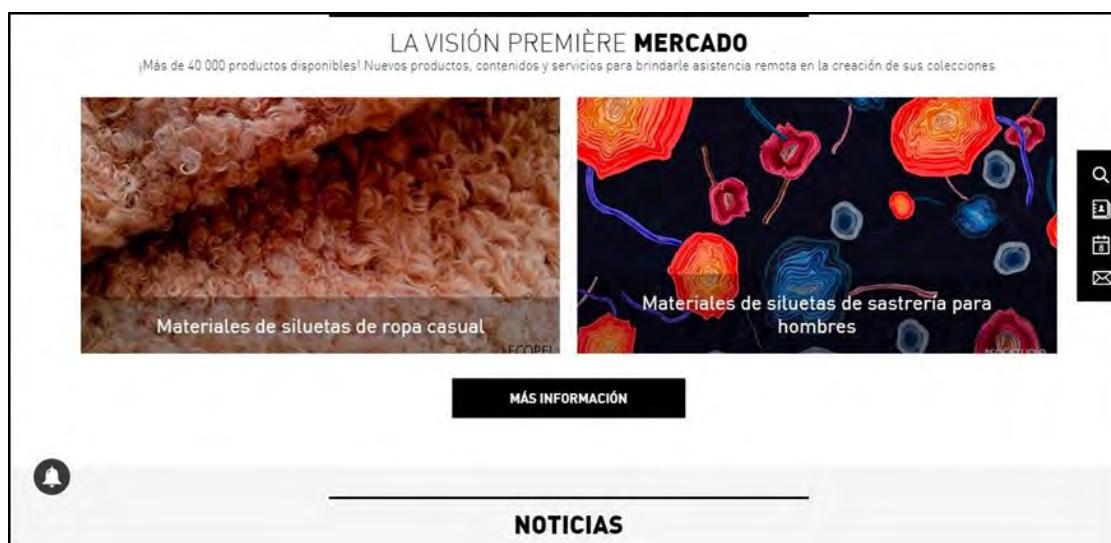 LA VISIÓN PREMIÈRE MERCADO
¡Más de 40 000 productos disponibles! Nuevos productos, contenidos y servicios para brindarle asistencia remota en la creación de sus colecciones
Materiales de siluetas de ropa casual
Materiales de siluetas de sastrería para
hombres
MÁS INFORMACIÓN
NOTICIAS